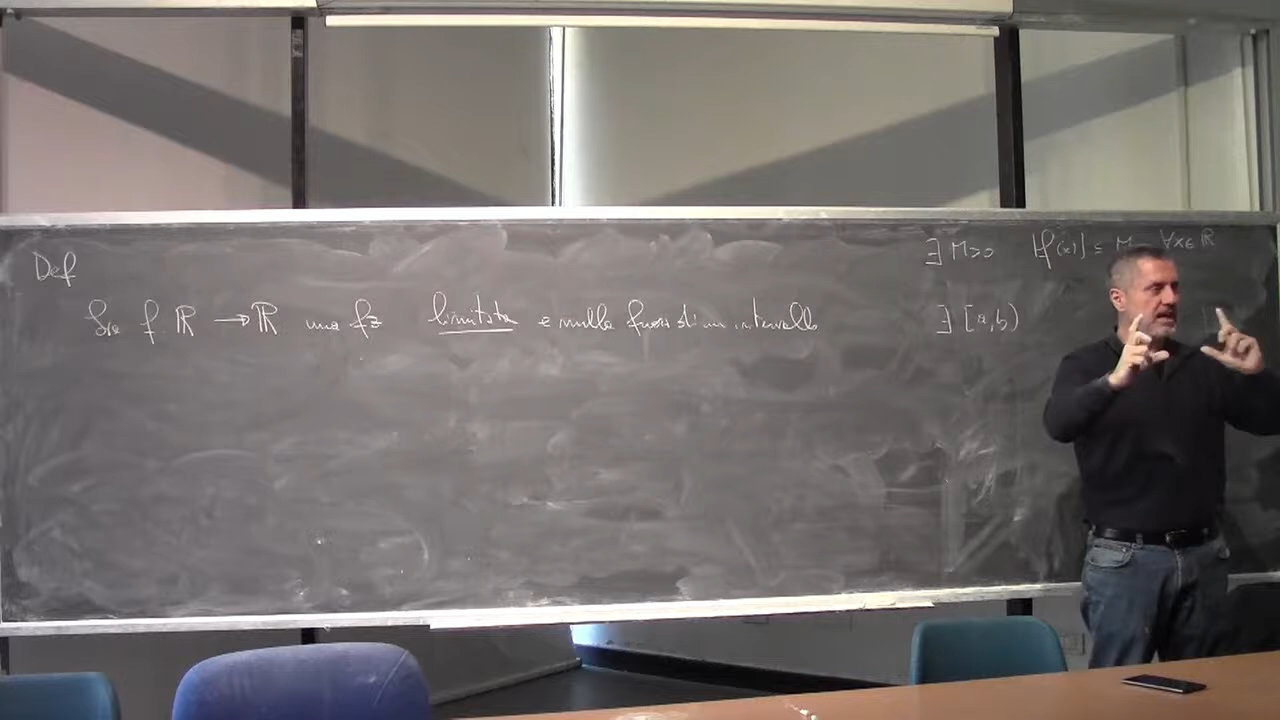 Def
∃ M>0 |f(x)| ≤ M ∀x∈ℝ
Sia f: ℝ → ℝ una fz limitata e nulla fuori di un intervallo
∃ [a,b)